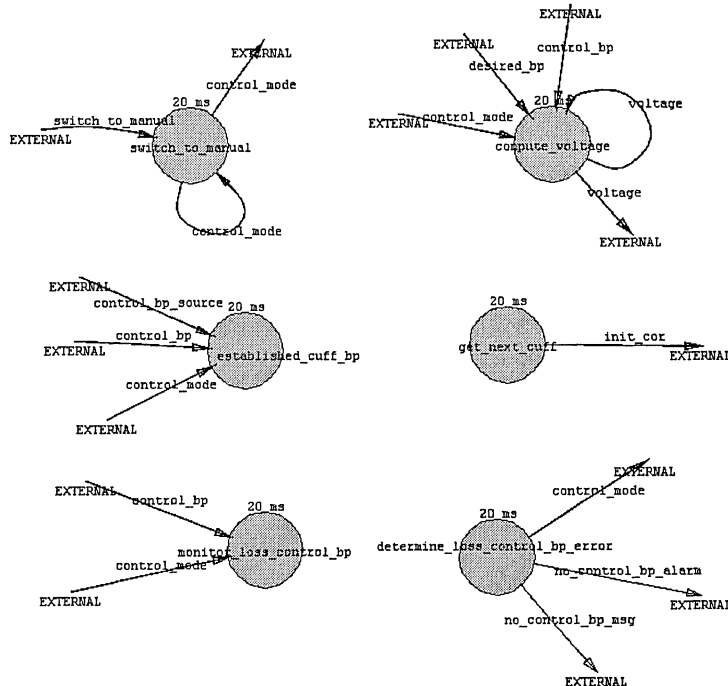 EXTERNAL
control_mode
20 ms
switch_to_manual
EXTERNAL
switch_to_manual
control_mode
EXTERNAL
control_bp
EXTERNAL
desired_bp
20 ms
voltage
EXTERNAL
control_mode
compute_voltage
voltage
EXTERNAL
EXTERNAL
control_bp_source
20 ms
EXTERNAL
control_bp
established_cuff_bp
control_mode
EXTERNAL
20 ms
get_next_cuff
init_cor
EXTERNAL
EXTERNAL
control_bp
20 ms
monitor_loss_control_bp
control_mode
EXTERNAL
EXTERNAL
control_mode
20 ms
determine_loss_control_bp_error
no_control_bp_alarm
EXTERNAL
no_control_bp_msg
EXTERNAL